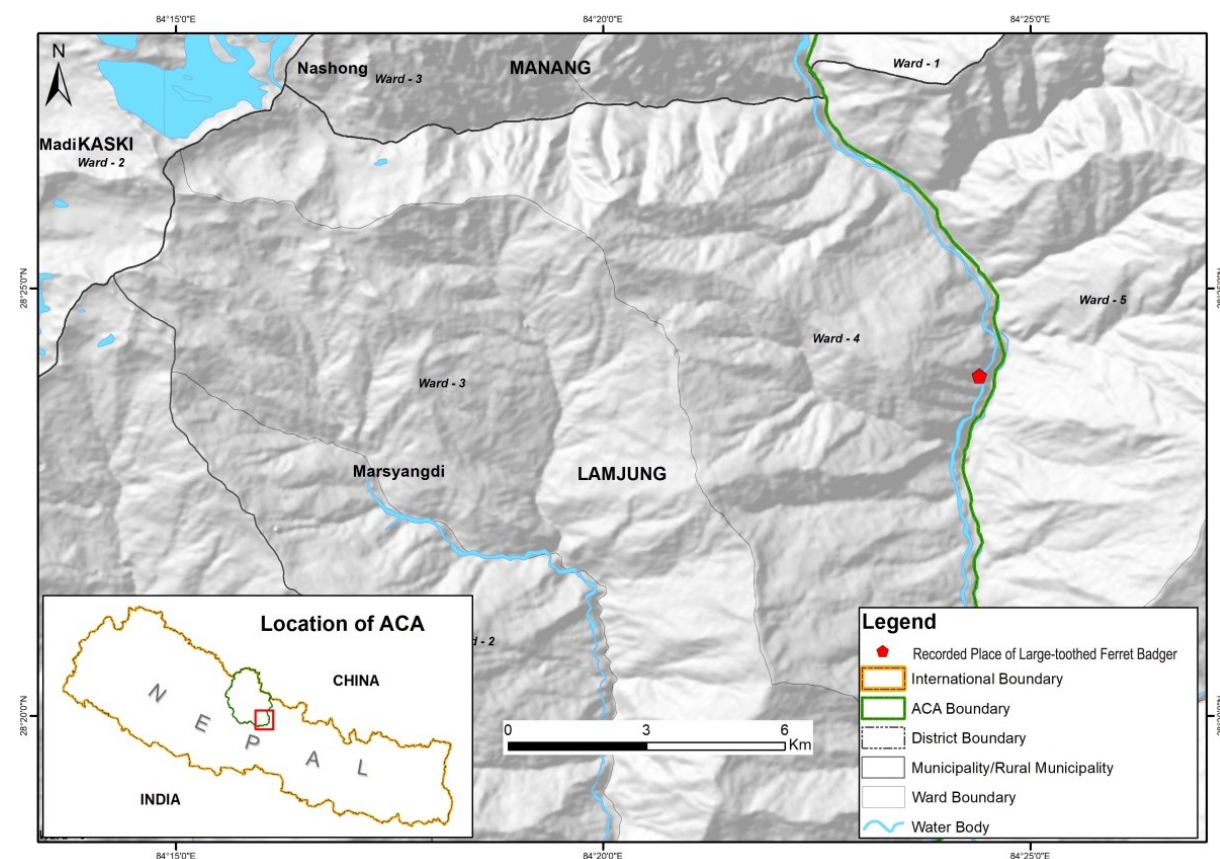 84°15'0"E 84°20'0"E 84°25'0"E
N
Nashong
Ward - 3
MANANG
Ward - 1
Madi KASKI
Ward - 2
28°25'0"N
Ward - 5
Ward - 4
Ward - 3
Marsyangdi
LAMJUNG
Location of ACA
CHINA
NEPAL
INDIA
d - 2
28°20'0"N
0 3 6
Km
Legend
Recorded Place of Large-toothed Ferret Badger
International Boundary
ACA Boundary
District Boundary
Municipality/Rural Municipality
Ward Boundary
Water Body
84°15'0"E 84°20'0"E 84°25'0"E